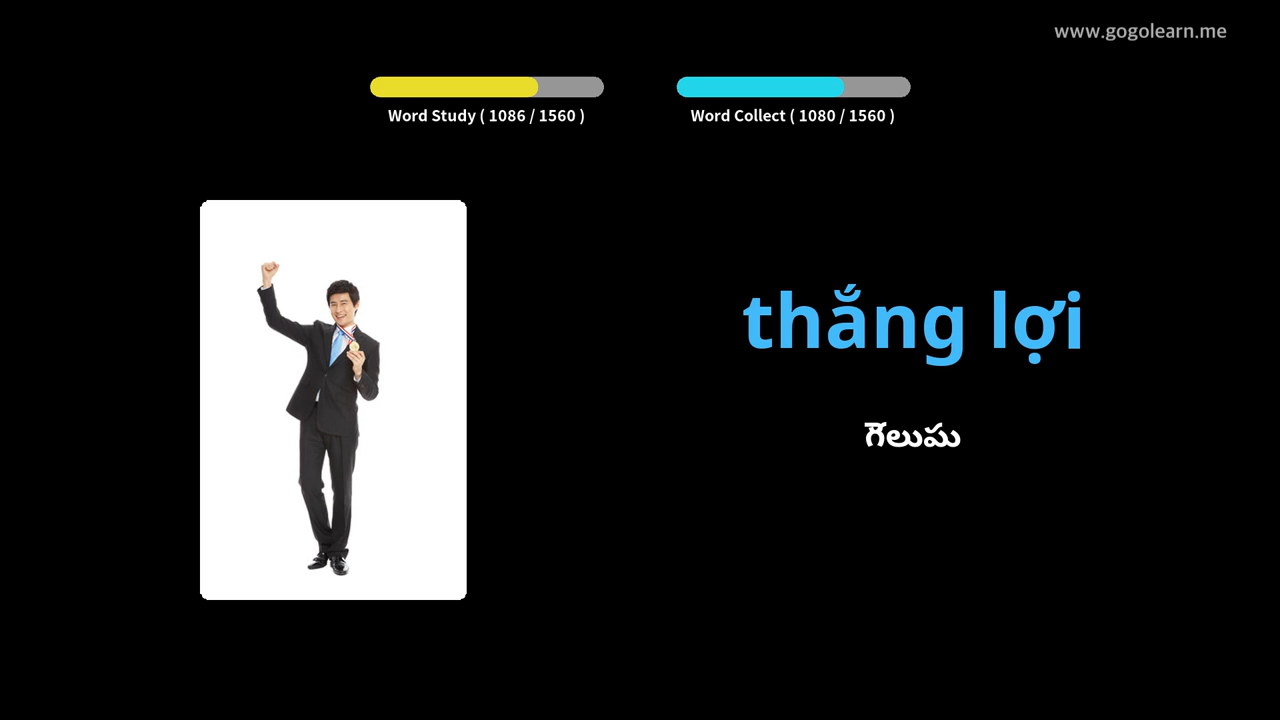 www.gogolearn.me
Word Study ( 1086 / 1560 )
Word Collect ( 1080 / 1560 )
thắng lợi
గెలుపు